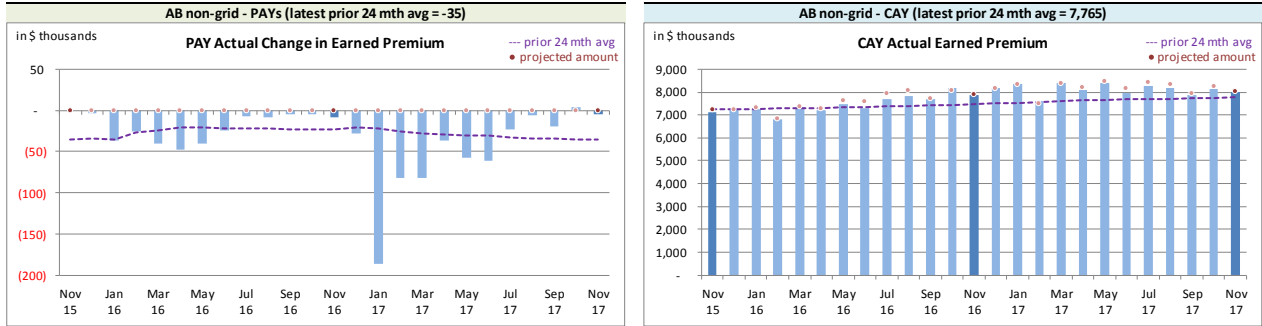 AB non-grid - PAYs (latest prior 24 mth avg = -35)
in $ thousands
PAY Actual Change in Earned Premium
--- prior 24 mth avg
• projected amount
50
-
(50)
(100)
(150)
(200)
Nov 15
Jan 16
Mar 16
May 16
Jul 16
Sep 16
Nov 16
Jan 17
Mar 17
May 17
Jul 17
Sep 17
Nov 17
AB non-grid - CAY (latest prior 24 mth avg = 7,765)
in $ thousands
CAY Actual Earned Premium
--- prior 24 mth avg
• projected amount
9,000
8,000
7,000
6,000
5,000
4,000
3,000
2,000
1,000
-
Nov 15
Jan 16
Mar 16
May 16
Jul 16
Sep 16
Nov 16
Jan 17
Mar 17
May 17
Jul 17
Sep 17
Nov 17